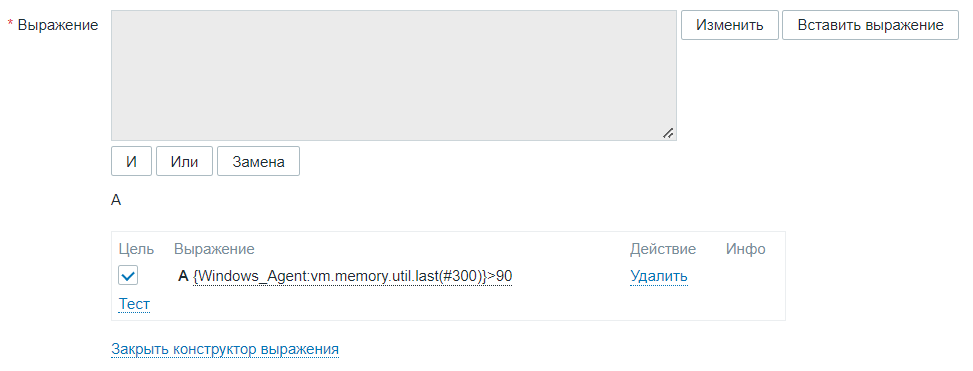 * Выражение
Изменить
Вставить выражение
И
Или
Замена
A
Цель Выражение Действие Инфо
A {Windows_Agent:vm.memory.util.last(#300)}>90 Удалить
Тест
Закрыть конструктор выражения